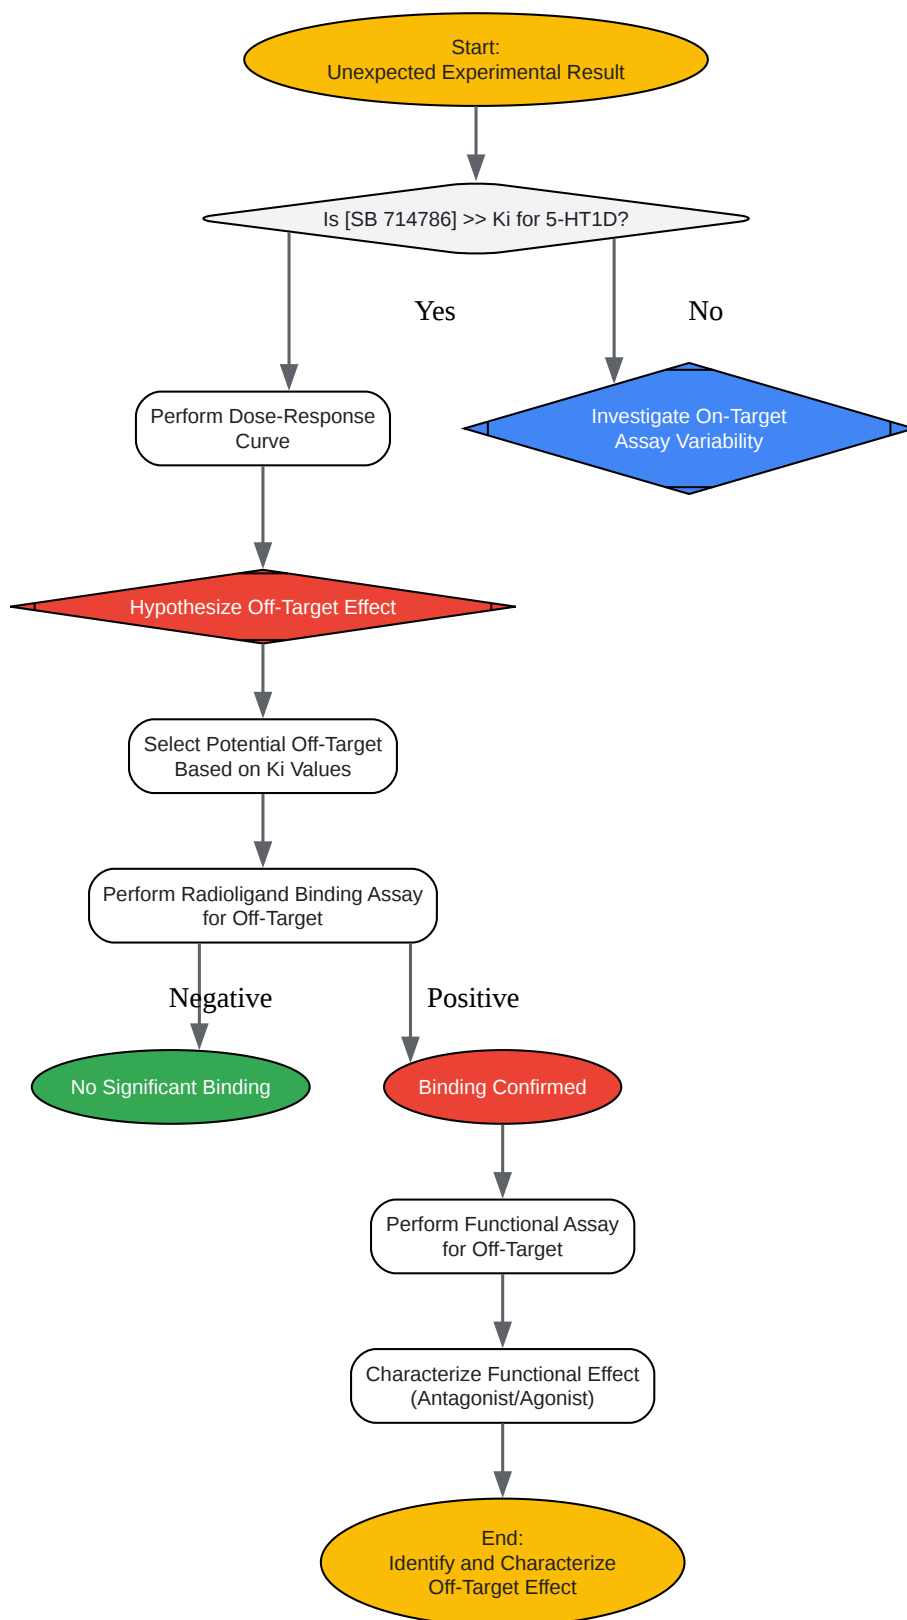 Start:
Unexpected Experimental Result
Is [SB 714786] >> Ki for 5-HT1D?
Yes
No
Perform Dose-Response
Curve
Investigate On-Target
Assay Variability
Hypothesize Off-Target Effect
Select Potential Off-Target
Based on Ki Values
Perform Radioligand Binding Assay
for Off-Target
Negative
Positive
No Significant Binding
Binding Confirmed
Perform Functional Assay
for Off-Target
Characterize Functional Effect
(Antagonist/Agonist)
End:
Identify and Characterize
Off-Target Effect